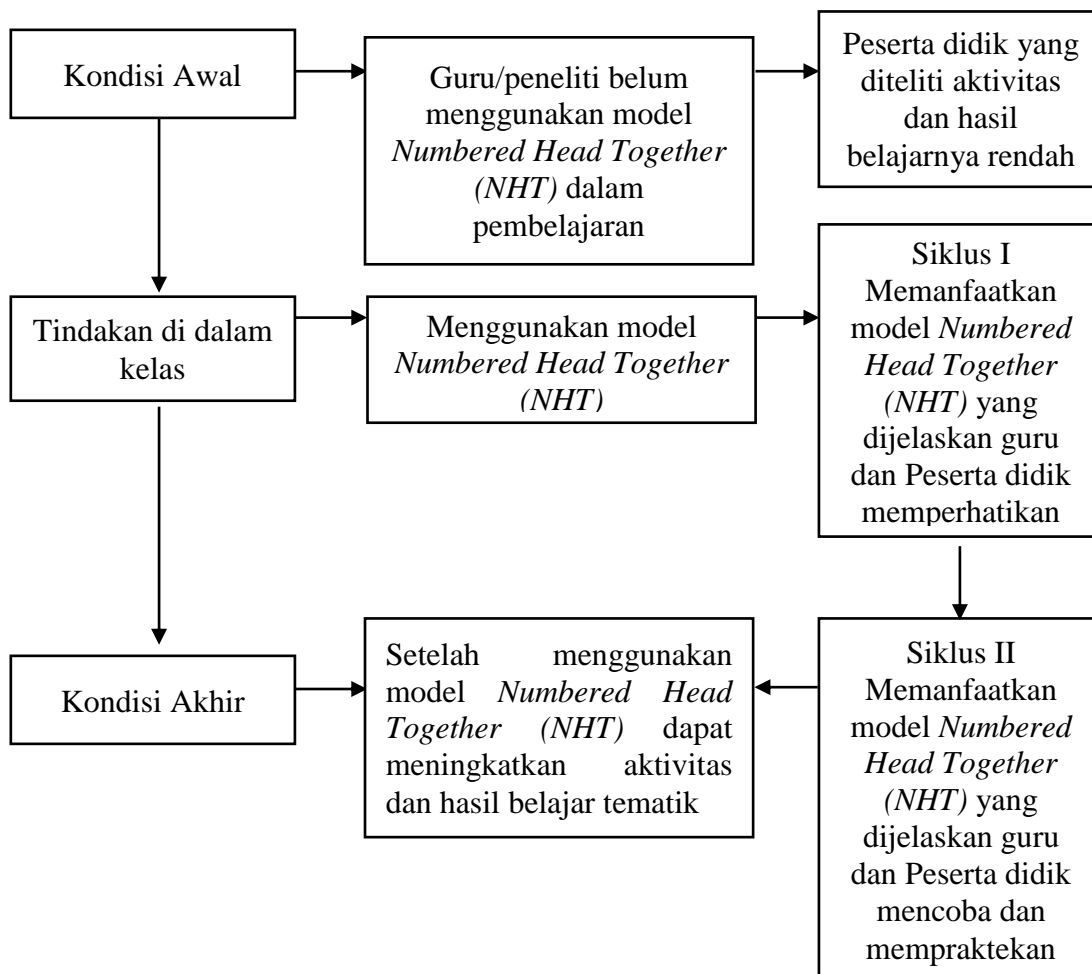 Kondisi Awal
Guru/peneliti belum
menggunakan model
Numbered Head Together
(NHT) dalam
pembelajaran
Peserta didik yang
diteliti aktivitas
dan hasil
belajarnya rendah
Tindakan di dalam
kelas
Menggunakan model
Numbered Head Together
(NHT)
Siklus I
Memanfaatkan
model Numbered
Head Together
(NHT) yang
dijelaskan guru
dan Peserta didik
memperhatikan
Kondisi Akhir
Setelah menggunakan
model Numbered Head
Together (NHT) dapat
meningkatkan aktivitas
dan hasil belajar tematik
Siklus II
Memanfaatkan
model Numbered
Head Together
(NHT) yang
dijelaskan guru
dan Peserta didik
mencoba dan
mempraktekan